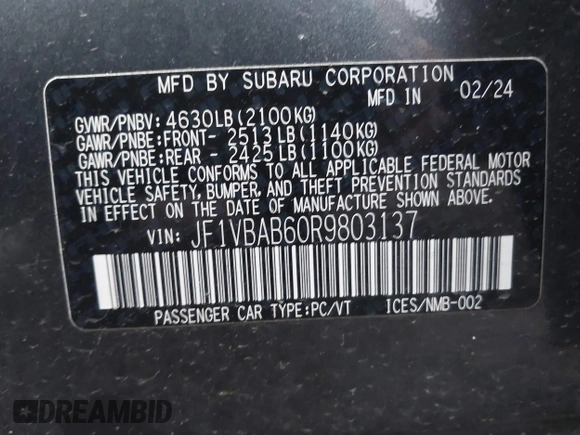 MFD BY SUBARU CORPORATION
MFD IN 02/24
GVWR/PNBV: 4630LB(2100KG)
GAWR/PNBE:FRONT- 2513LB(1140KG)
GAWR/PNBE:REAR - 2425LB(1100KG)
THIS VEHICLE CONFORMS TO ALL APPLICABLE FEDERAL MOTOR
VEHICLE SAFETY, BUMPER, AND THEFT PREVENTION STANDARDS
IN EFFECT ON THE DATE OF MANUFACTURE SHOWN ABOVE.
VIN: JF1VBAB60R9803137
PASSENGER CAR TYPE:PC/VT ICES/NMB-002
DREAMBID